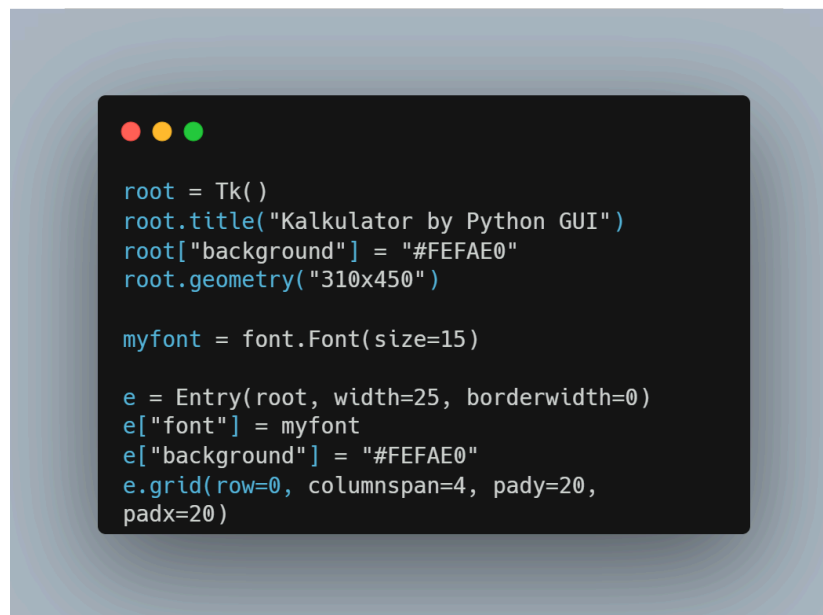 root = Tk()
root.title("Kalkulator by Python GUI")
root["background"] = "#FEFAE0"
root.geometry("310x450")
myfont = font.Font(size=15)
e = Entry(root, width=25, borderwidth=0)
e["font"] = myfont
e["background"] = "#FEFAE0"
e.grid(row=0, columnspan=4, pady=20,
padx=20)